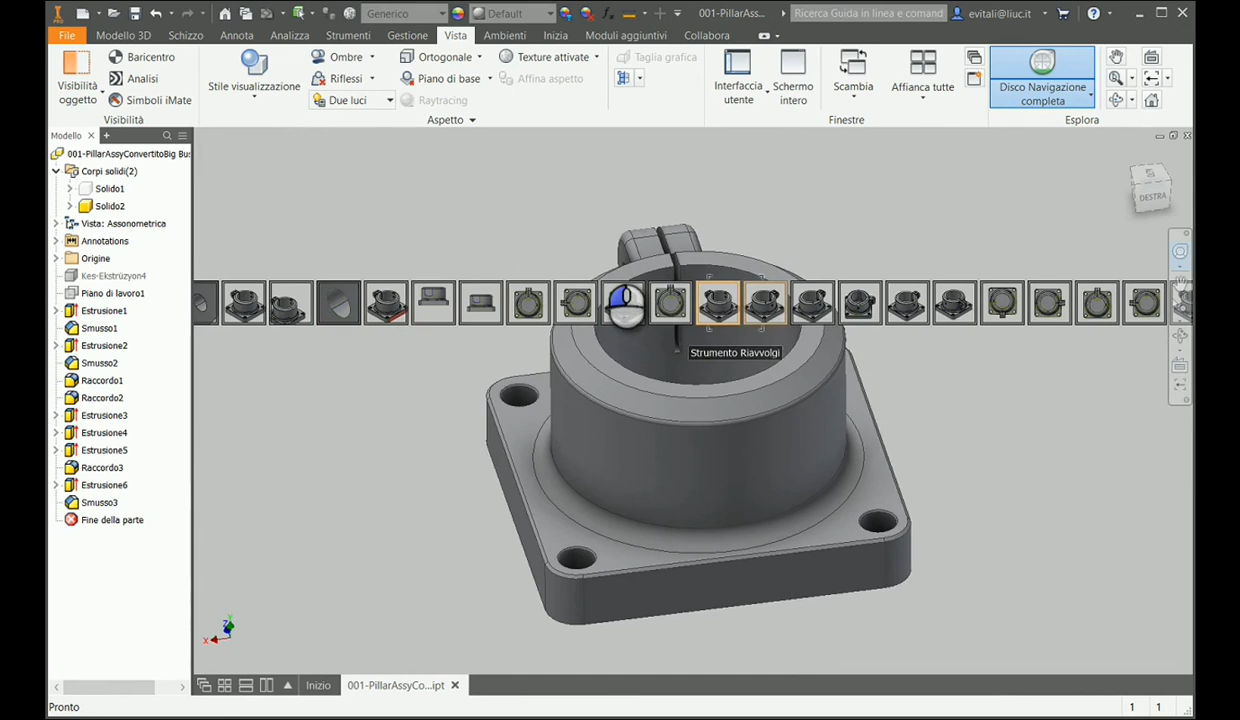 PRO
Generico
Default
001-PillarAss...
Ricerca Guida in linea e comando
evitali@liuc.it
File
Modello 3D
Schizzo
Annota
Analizza
Strumenti
Gestione
Vista
Ambienti
Inizia
Moduli aggiuntivi
Collabora
Visibilità
oggetto
Baricentro
Analisi
Simboli iMate
Visibilità
Stile visualizzazione
Ombre
Riflessi
Due luci
Ortogonale
Piano di base
Raytracing
Texture attivate
Affina aspetto
Aspetto
Taglia grafica
Interfaccia
utente
Schermo
intero
Scambia
Affianca tutte
Finestre
Disco Navigazione
completa
Esplora
Modello
001-PillarAssyConvertitoBig Bu
Corpi solidi(2)
Solido1
Solido2
Vista: Assonometrica
Annotations
Origine
Kes-Ekstrüzyon4
Piano di lavoro1
Estrusione1
Smusso1
Estrusione2
Smusso2
Raccordo1
Raccordo2
Estrusione3
Estrusione4
Estrusione5
Raccordo3
Estrusione6
Smusso3
Fine della parte
DESTRA
Strumento Riavvolgi
X
Z
Y
Inizio
001-PillarAssyCo...ipt
Pronto
1
1